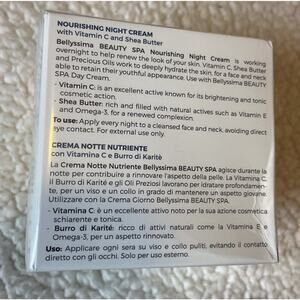 NOURISHING NIGHT CREAM
with Vitamin C and Shea Butter
Bellyssima BEAUTY SPA Nourishing Night Cream is working
overnight to help renew the look of your skin. Vitamin C, Shea Butter
and Precious Oils work to deeply hydrate the skin, for a face and neck
able to retain their youthful appearance. Use with Bellyssima BEAUTY
SPA Day Cream.
- Vitamin C: is an excellent active known for its brightening and tonic
cosmetic action.
- Shea Butter: rich and filled with natural actives such as Vitamin E
and Omega-3, for a renewed complexion.
To use: Apply every night to a cleansed face and neck, avoiding direct
eye contact. For external use only.
CREMA NOTTE NUTRIENTE
con Vitamina C e Burro di Karitè
La Crema Notte Nutriente Bellyssima BEAUTY SPA agisce durante la
notte per contribuire a rinnovare l'aspetto della pelle. La Vitamina C,
il Burro di Karitè e gli Oli Preziosi lavorano per idratare profondamen-
te, per un viso e un collo in grado di mantenere un aspetto giovane.
Utilizzare con la Crema Giorno Bellyssima BEAUTY SPA.
- Vitamina C: è un eccellente attivo noto per la sua azione cosmetica
schiarente e tonica.
- Burro di Karitè: ricco di attivi naturali come la Vitamina E e
Omega-3, per un aspetto rinnovato.
Uso: Applicare ogni sera su viso e collo puliti, evitando il contatto
diretto con gli occhi. Solo per uso esterno.